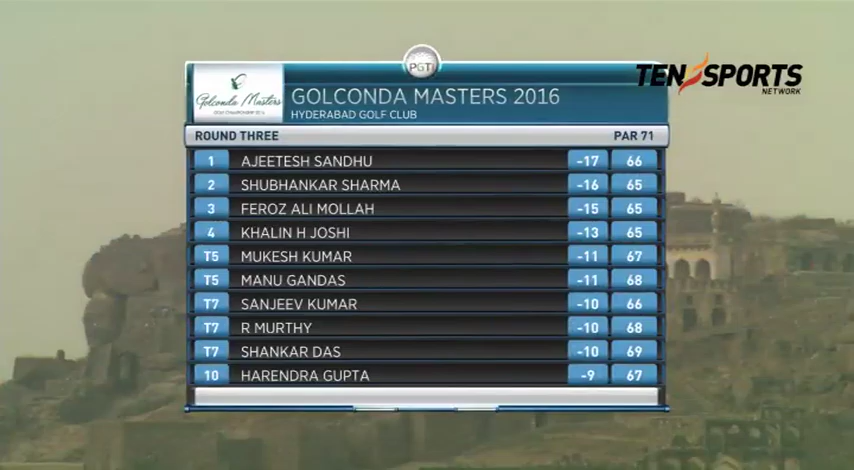 PGTI
TEN SPORTS
NETWORK
Golconda Masters
GOLF CHAMPIONSHIP 2016
GOLCONDA MASTERS 2016
HYDERABAD GOLF CLUB
ROUND THREE PAR 71
1 AJEETESH SANDHU -17 66
2 SHUBHANKAR SHARMA -16 65
3 FEROZ ALI MOLLAH -15 65
4 KHALIN H JOSHI -13 65
T5 MUKESH KUMAR -11 67
T5 MANU GANDAS -11 68
T7 SANJEEV KUMAR -10 66
T7 R MURTHY -10 68
T7 SHANKAR DAS -10 69
10 HARENDRA GUPTA -9 67